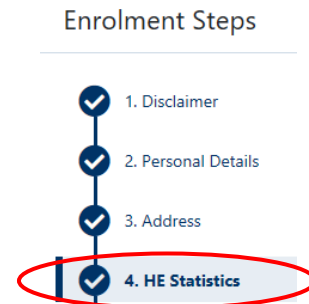 Enrolment Steps
1. Disclaimer
2. Personal Details
3. Address
4. HE Statistics